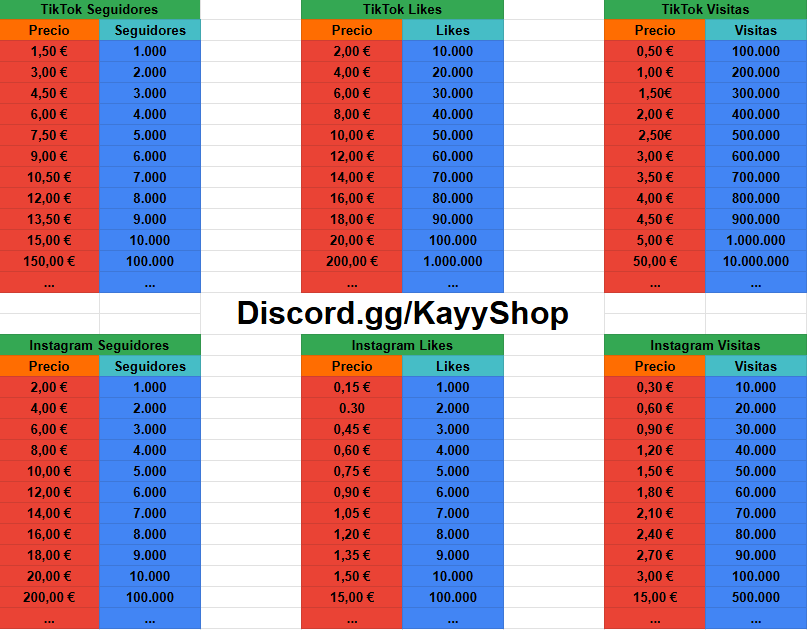 TikTok Seguidores TikTok Likes TikTok Visitas
Precio Seguidores Precio Likes Precio Visitas
1,50 € 1.000 2,00 € 10.000 0,50 € 100.000
3,00 € 2.000 4,00 € 20.000 1,00 € 200.000
4,50 € 3.000 6,00 € 30.000 1,50€ 300.000
6,00 € 4.000 8,00 € 40.000 2,00 € 400.000
7,50 € 5.000 10,00 € 50.000 2,50€ 500.000
9,00 € 6.000 12,00 € 60.000 3,00 € 600.000
10,50 € 7.000 14,00 € 70.000 3,50 € 700.000
12,00 € 8.000 16,00 € 80.000 4,00 € 800.000
13,50 € 9.000 18,00 € 90.000 4,50 € 900.000
15,00 € 10.000 20,00 € 100.000 5,00 € 1.000.000
150,00 € 100.000 200,00 € 1.000.000 50,00 € 10.000.000
... ... ... ... ... ...
Discord.gg/KayyShop
Instagram Seguidores Instagram Likes Instagram Visitas
Precio Seguidores Precio Likes Precio Visitas
2,00 € 1.000 0,15 € 1.000 0,30 € 10.000
4,00 € 2.000 0.30 2.000 0,60 € 20.000
6,00 € 3.000 0,45 € 3.000 0,90 € 30.000
8,00 € 4.000 0,60 € 4.000 1,20 € 40.000
10,00 € 5.000 0,75 € 5.000 1,50 € 50.000
12,00 € 6.000 0,90 € 6.000 1,80 € 60.000
14,00 € 7.000 1,05 € 7.000 2,10 € 70.000
16,00 € 8.000 1,20 € 8.000 2,40 € 80.000
18,00 € 9.000 1,35 € 9.000 2,70 € 90.000
20,00 € 10.000 1,50 € 10.000 3,00 € 100.000
200,00 € 100.000 15,00 € 100.000 15,00 € 500.000
... ... ... ... ... ...